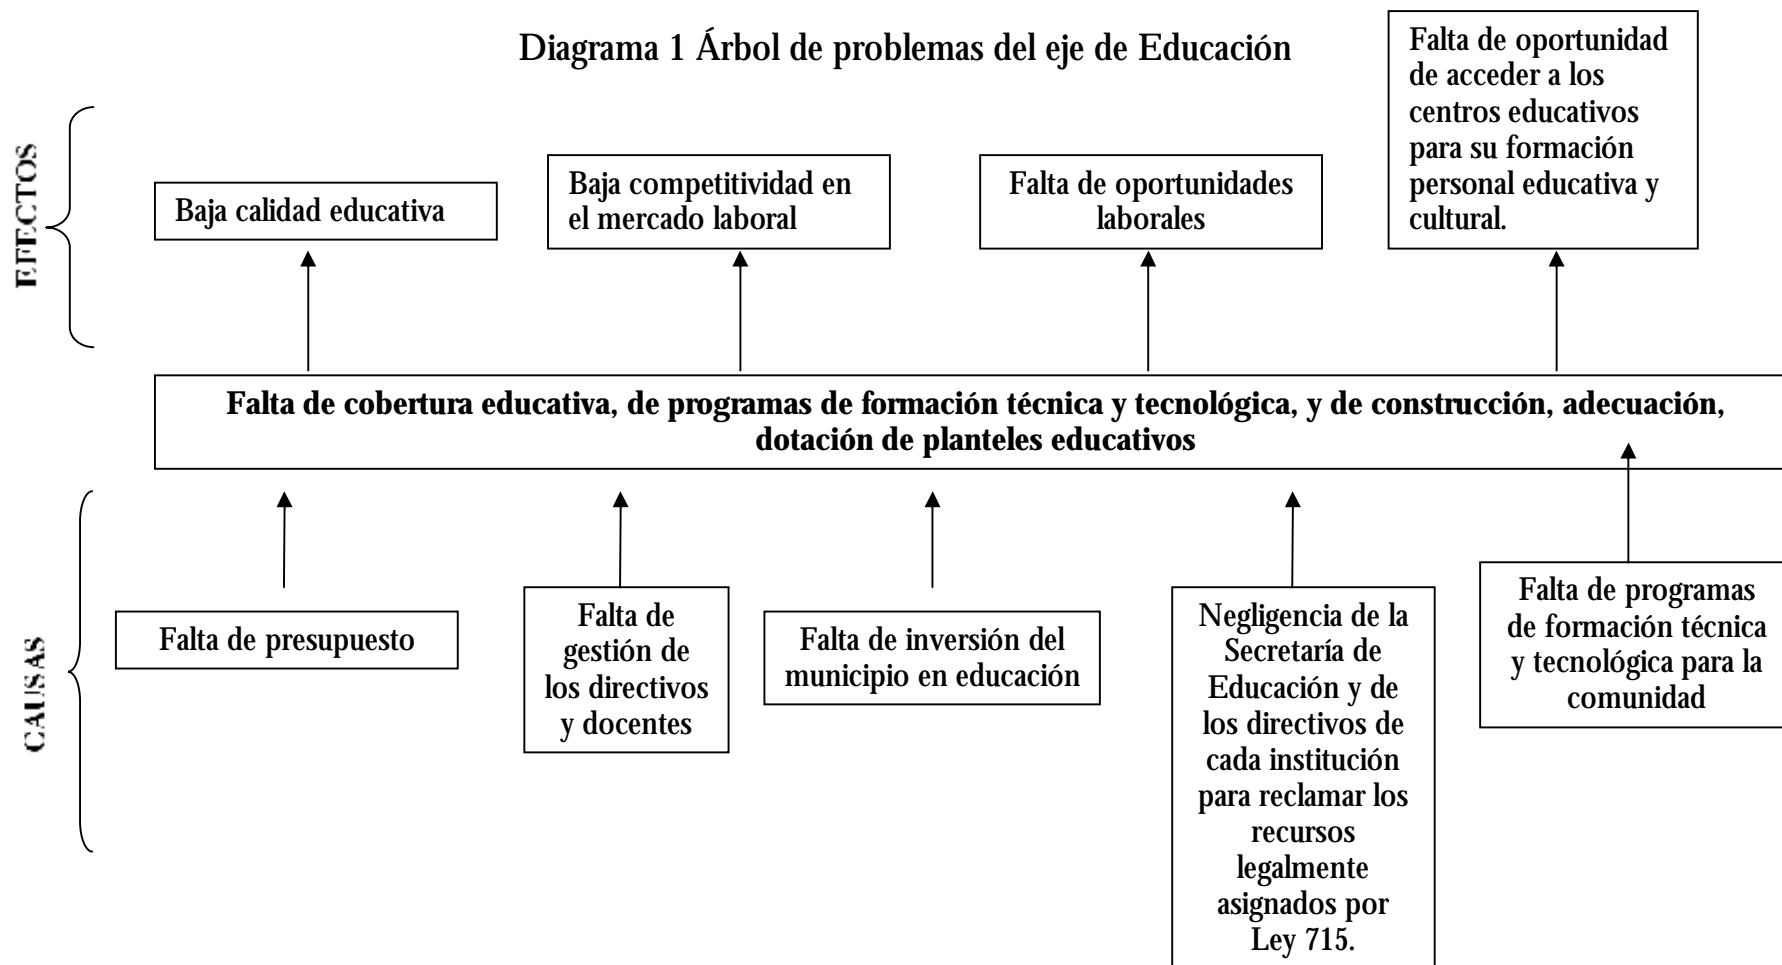 Diagrama 1 Árbol de problemas del eje de Educación
EFECTOS
Baja calidad educativa
Baja competitividad en
el mercado laboral
Falta de oportunidades
laborales
Falta de oportunidad
de acceder a los
centros educativos
para su formación
personal educativa y
cultural.
Falta de cobertura educativa, de programas de formación técnica y tecnológica, y de construcción, adecuación,
dotación de planteles educativos
CAUSAS
Falta de presupuesto
Falta de
gestión de
los directivos
y docentes
Falta de inversión del
municipio en educación
Negligencia de la
Secretaría de
Educación y de
los directivos de
cada institución
para reclamar los
recursos
legalmente
asignados por
Ley 715.
Falta de programas
de formación técnica
y tecnológica para la
comunidad